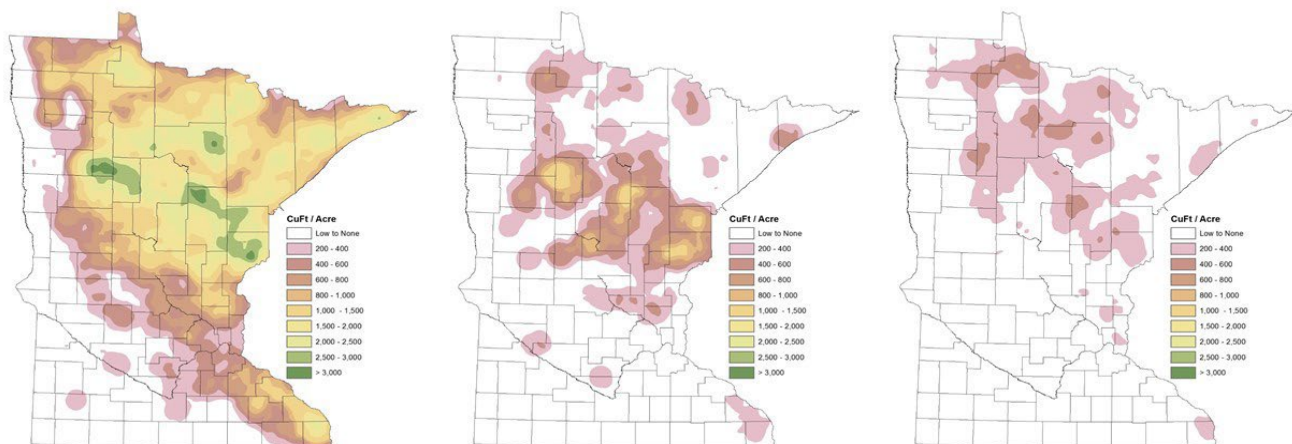 CuFt / Acre
Low to None
200 - 400
400 - 600
600 - 800
800 - 1,000
1,000 - 1,500
1,500 - 2,000
2,000 - 2,500
2,500 - 3,000
> 3,000
CuFt / Acre
Low to None
200 - 400
400 - 600
600 - 800
800 - 1,000
1,000 - 1,500
1,500 - 2,000
2,000 - 2,500
2,500 - 3,000
> 3,000
CuFt / Acre
Low to None
200 - 400
400 - 600
600 - 800
800 - 1,000
1,000 - 1,500
1,500 - 2,000
2,000 - 2,500
2,500 - 3,000
> 3,000